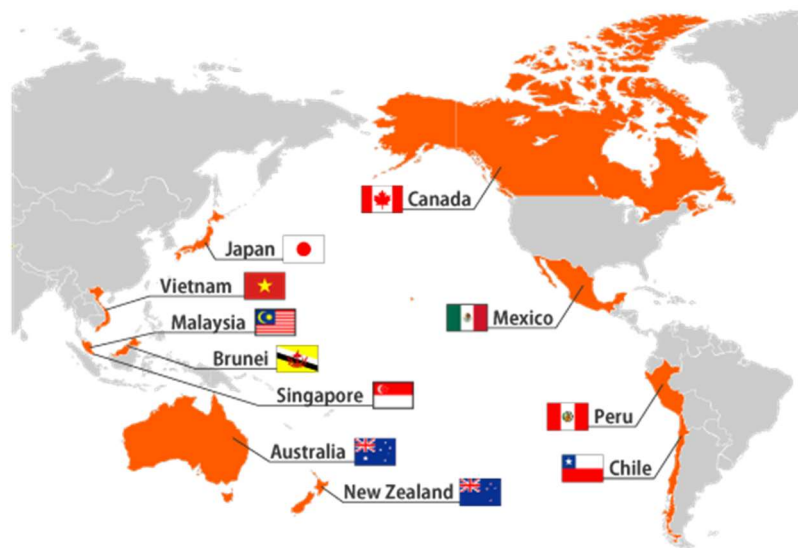 Canada
Japan
Vietnam
Malaysia
Mexico
Brunei
Singapore
Peru
Australia
Chile
New Zealand